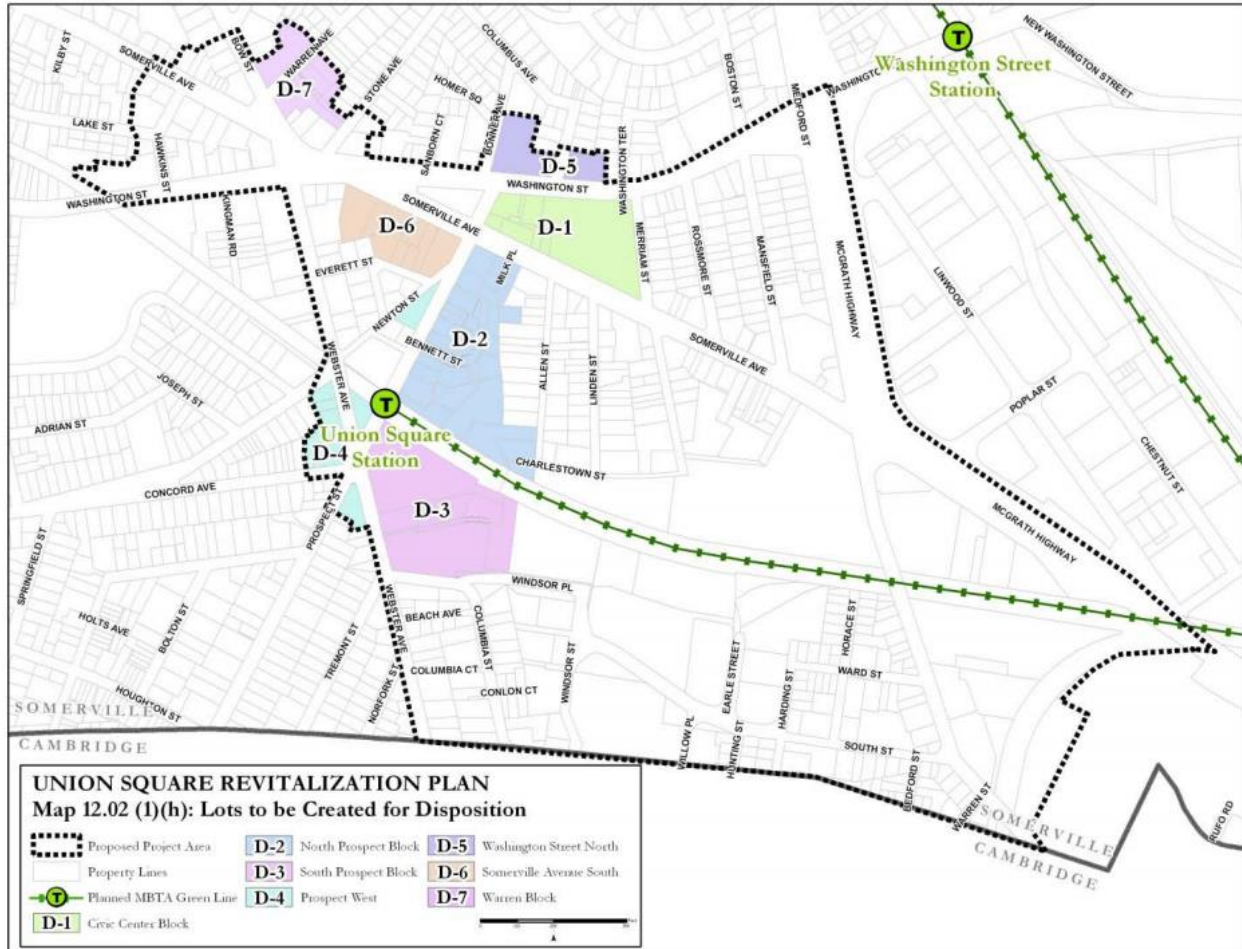 KILBY ST
SOMERVILLE AVE
BOW ST
WARREN AVE
D-7
STONE AVE
HOMER SQ
COLUMBUS AVE
BOSTON ST
MEDFORD ST
WASHINGTON
T
Washington Street
Station
NEW WASHINGTON STREET
LAKE ST
HAWKINS ST
SANBORN CT
BONNER AVE
D-5
WASHINGTON TER
WASHINGTON ST
WASHINGTON ST
KINGMAN RD
D-6
SOMERVILLE AVE
D-1
MERRIAM ST
ROSSMORE ST
MANSFIELD ST
MCGRATH HIGHWAY
LINWOOD ST
EVERETT ST
MILK PL
NEWTON ST
D-2
BENNETT ST
WEBSTER AVE
ALLEN ST
LINDEN ST
SOMERVILLE AVE
JOSEPH ST
ADRIAN ST
POPLAR ST
CHESTNUT ST
T
Union Square
Station
D-4
CHARLESTOWN ST
CONCORD AVE
PROSPECT ST
D-3
MCGRATH HIGHWAY
SPRINGFIELD ST
HOLTS AVE
BOLTON ST
TREMONT ST
WEBSTER AVE
NORFORK ST
HOUGHTON ST
WINDSOR PL
BEACH AVE
COLUMBIA ST
COLUMBIA CT
CONLON CT
WINDSOR ST
EARLE STREET
HORACE ST
WARD ST
HARDING ST
WILLOW PL
HUNTING ST
SOUTH ST
BEDFORD ST
WARREN ST
RUFO RD
SOMERVILLE
CAMBRIDGE
SOMERVILLE
CAMBRIDGE
UNION SQUARE REVITALIZATION PLAN
Map 12.02 (1)(h): Lots to be Created for Disposition
Proposed Project Area
Property Lines
T Planned MBTA Green Line
D-1 Civic Center Block
D-2 North Prospect Block
D-3 South Prospect Block
D-4 Prospect West
D-5 Washington Street North
D-6 Somerville Avenue South
D-7 Warren Block